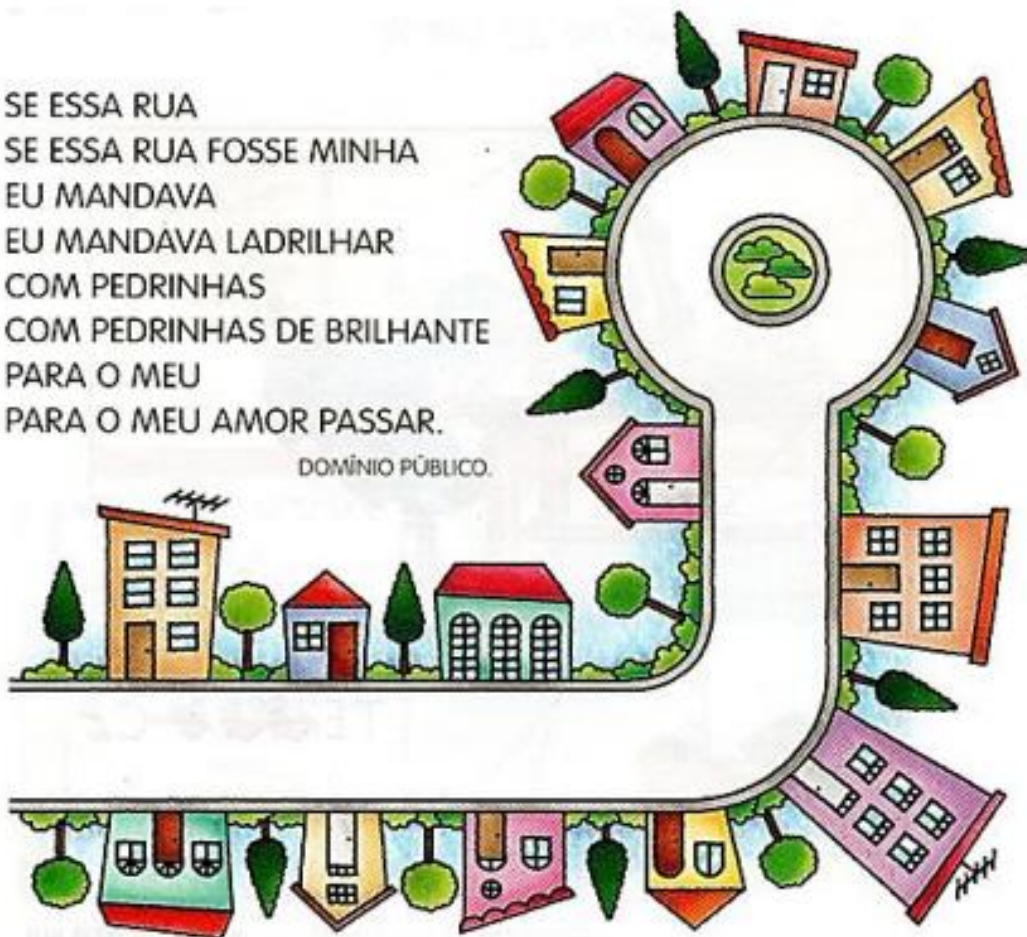 SE ESSA RUA
SE ESSA RUA FOSSE MINHA
EU MANDAVA
EU MANDAVA LADRILHAR
COM PEDRINHAS
COM PEDRINHAS DE BRILHANTE
PARA O MEU
PARA O MEU AMOR PASSAR.
DOMÍNIO PÚBLICO.